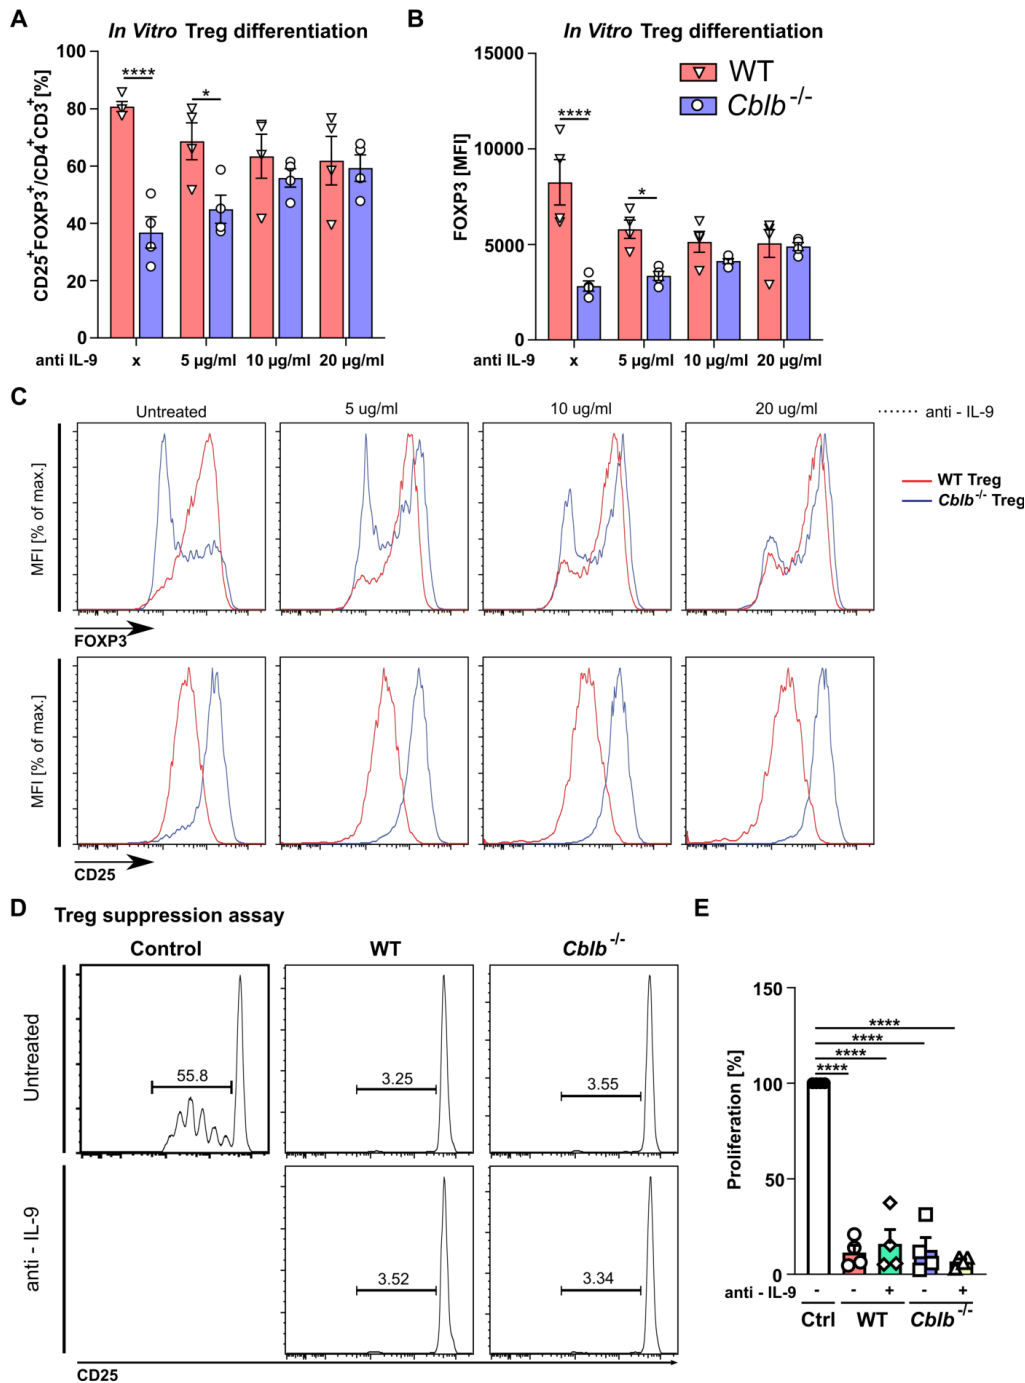 A
In Vitro Treg differentiation
CD25+FOXP3+/CD4+CD3+[%]
100
80
60
40
20
0
****
*
anti IL-9
x
5 µg/ml
10 µg/ml
20 µg/ml
B
In Vitro Treg differentiation
FOXP3 [MFI]
15000
10000
5000
0
****
*
WT
Cblb-/-
anti IL-9
x
5 µg/ml
10 µg/ml
20 µg/ml
C
Untreated
5 ug/ml
10 ug/ml
20 ug/ml
anti - IL-9
WT Treg
Cblb-/- Treg
MFI [% of max.]
FOXP3
MFI [% of max.]
CD25
D
Treg suppression assay
Control
WT
Cblb-/-
Untreated
55.8
3.25
3.55
anti - IL-9
3.52
3.34
CD25
E
Proliferation [%]
150
100
50
0
****
****
****
****
anti - IL-9
- + - +
Ctrl
WT
Cblb-/-